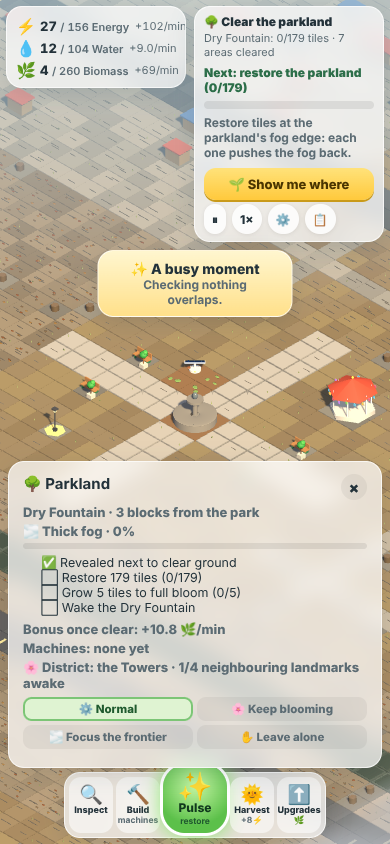 27 / 156 Energy +102/min
12 / 104 Water +9.0/min
4 / 260 Biomass +69/min
Clear the parkland
Dry Fountain: 0/179 tiles · 7
areas cleared
Next: restore the parkland
(0/179)
Restore tiles at the
parkland's fog edge: each
one pushes the fog back.
Show me where
1×
A busy moment
Checking nothing
overlaps.
Parkland
Dry Fountain · 3 blocks from the park
Thick fog · 0%
Revealed next to clear ground
Restore 179 tiles (0/179)
Grow 5 tiles to full bloom (0/5)
Wake the Dry Fountain
Bonus once clear: +10.8 🌿/min
Machines: none yet
District: the Towers · 1/4 neighbouring landmarks
awake
Normal
Keep blooming
Focus the frontier
Leave alone
Inspect
Build
machines
Pulse
restore
Harvest
+8⚡
Upgrades